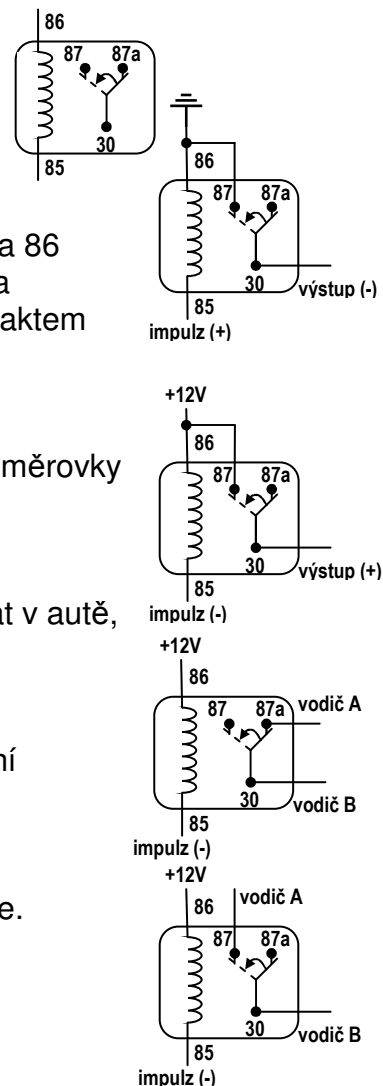 86
87 87a
30
85
86
87 87a
a 86
a
30
výstup (-)
85
aktem
impulz (+)
+12V
86
měrovky
87 87a
30
výstup (+)
85
at v autě,
impulz (-)
+12V
86
vodič A
87 87a
ní
30
vodič B
85
impulz (-)
+12V
vodič A
86
e.
87 87a
30
vodič B
85
impulz (-)